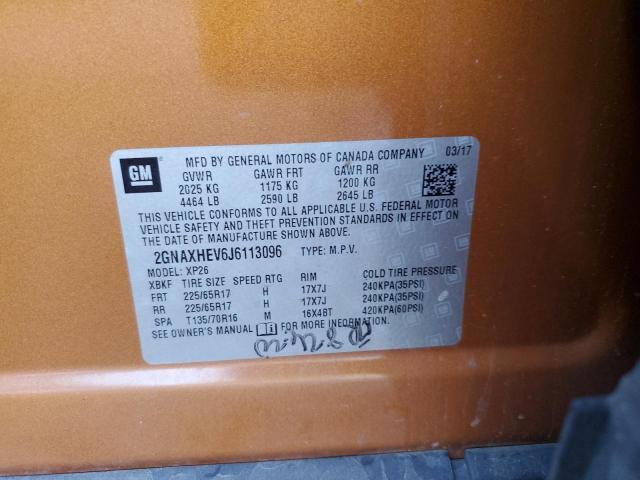 MFD BY GENERAL MOTORS OF CANADA COMPANY 03/17
GM
GVWR GAWR FRT GAWR RR
2025 KG 1175 KG 1200 KG
4464 LB 2590 LB 2645 LB
THIS VEHICLE CONFORMS TO ALL APPLICABLE U.S. FEDERAL MOTOR
VEHICLE SAFETY AND THEFT PREVENTION STANDARDS IN EFFECT ON
THE DATE OF MANUFACTURE SHOWN ABOVE.
2GNAXHEV6J6113096 TYPE: M.P.V.
MODEL: XP26
XBKF TIRE SIZE SPEED RTG RIM COLD TIRE PRESSURE
FRT 225/65R17 H 17X7J 240KPA(35PSI)
RR 225/65R17 H 17X7J 240KPA(35PSI)
SPA T135/70R16 M 16X4BT 420KPA(60PSI)
SEE OWNER'S MANUAL FOR MORE INFORMATION.